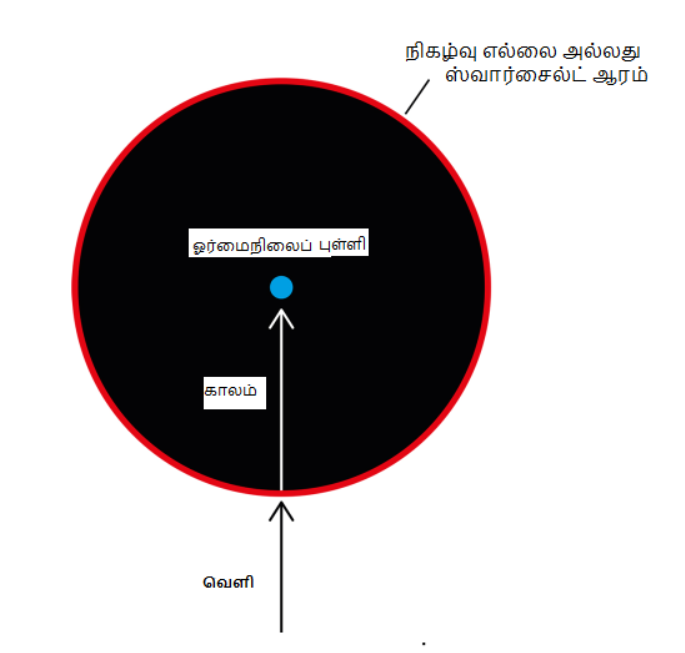 நிகழ்வு எல்லை அல்லது
ஸ்வார்சைல்ட் ஆரம்
ஓர்மைநிலைப் புள்ளி
காலம்
வெளி